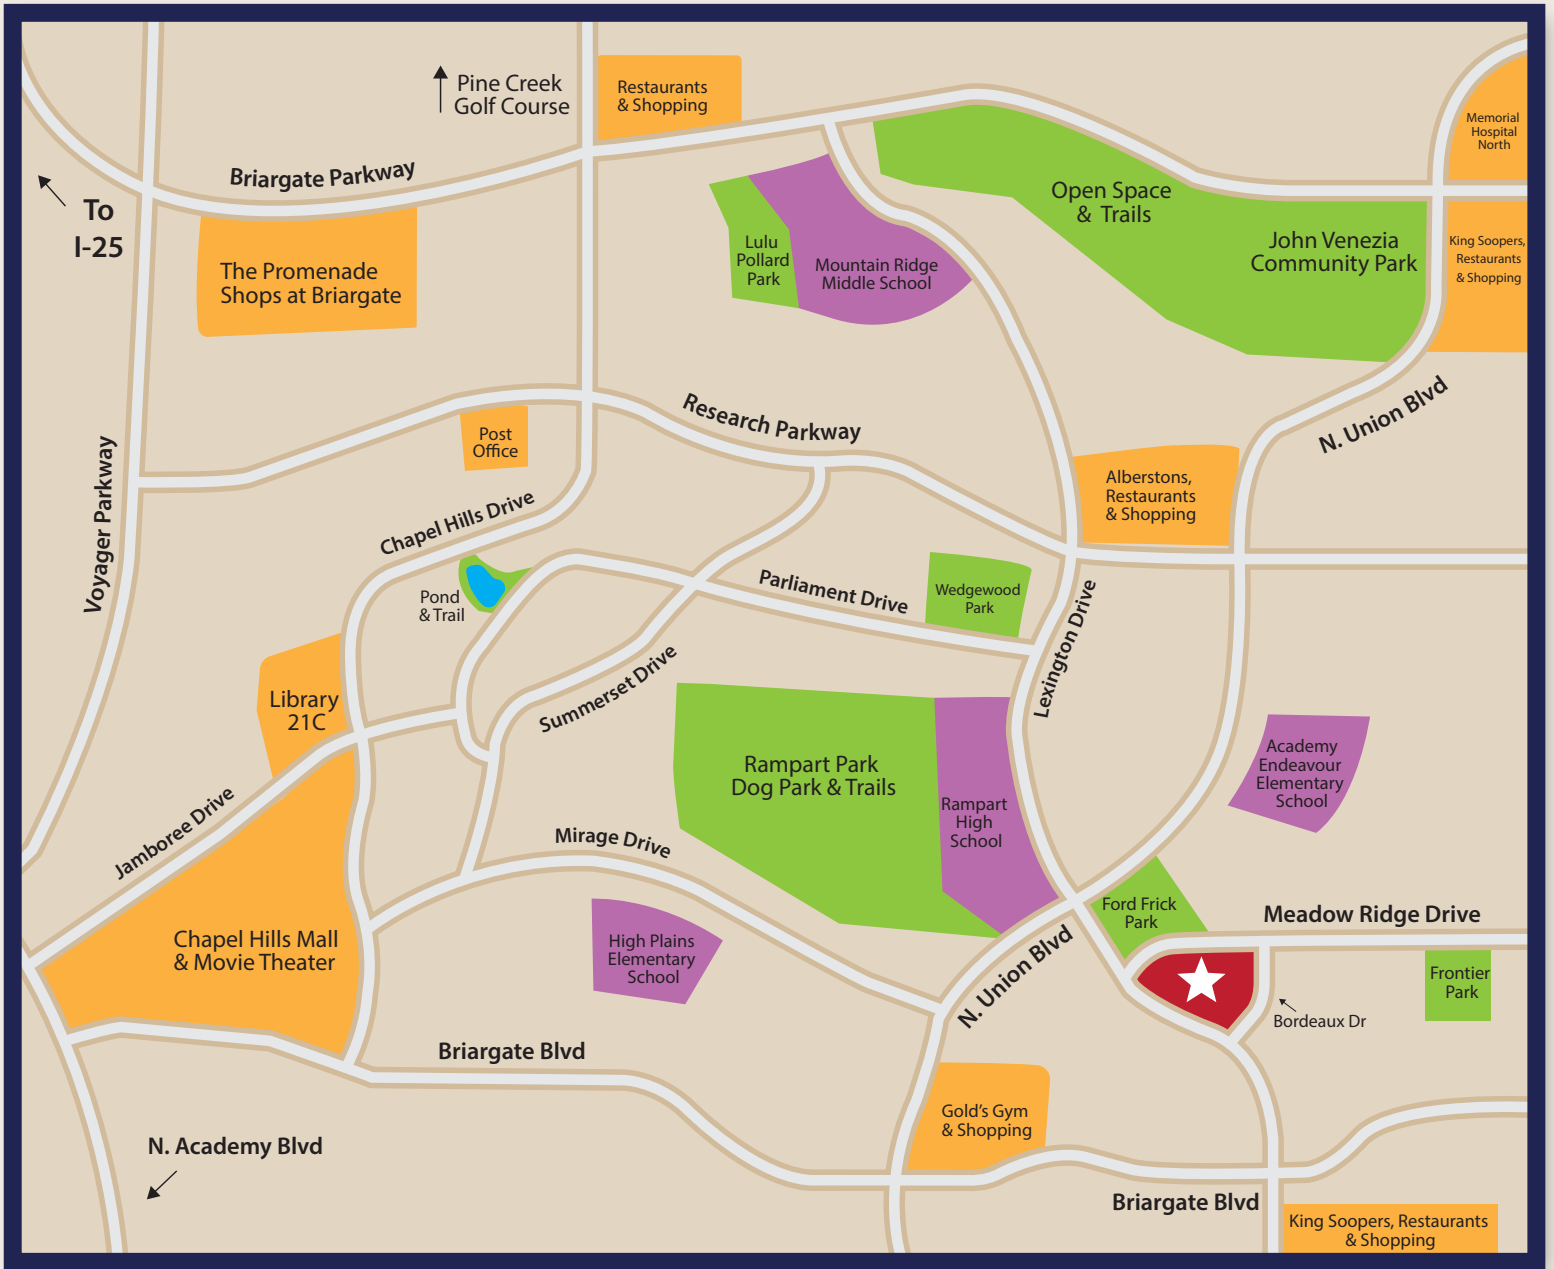 Pine Creek
Golf Course
Restaurants
& Shopping
Memorial
Hospital
North
Briargate Parkway
To
I-25
Open Space
& Trails
John Venezia
Community Park
King Soopers,
Restaurants
& Shopping
Lulu
Pollard
Park
Mountain Ridge
Middle School
The Promenade
Shops at Briargate
N. Union Blvd
Research Parkway
Post
Office
Voyager Parkway
Chapel Hills Drive
Alberstons,
Restaurants
& Shopping
Pond
& Trail
Parliament Drive
Wedgewood
Park
Lexington Drive
Summerset Drive
Library
21C
Rampart Park
Dog Park & Trails
Rampart
High
School
Academy
Endeavour
Elementary
School
Jamboree Drive
Mirage Drive
Ford Frick
Park
Meadow Ridge Drive
Chapel Hills Mall
& Movie Theater
High Plains
Elementary
School
N. Union Blvd
Frontier
Park
Bordeaux Dr
Briargate Blvd
Gold's Gym
& Shopping
N. Academy Blvd
Briargate Blvd
King Soopers, Restaurants
& Shopping